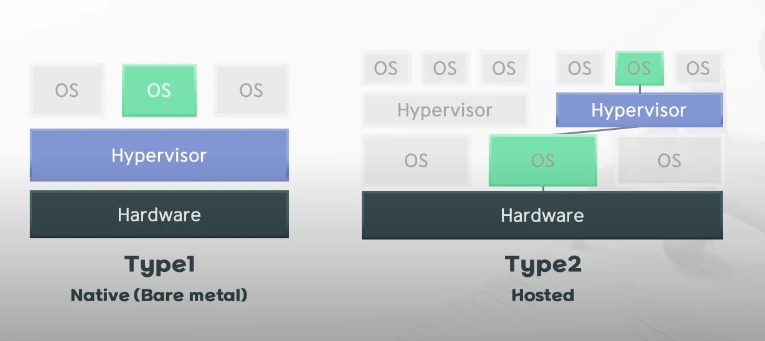 OS OS OS
Hypervisor
Hardware
Type1
Native (Bare metal)
OS OS OS OS OS OS
Hypervisor Hypervisor
OS OS OS
Hardware
Type2
Hosted